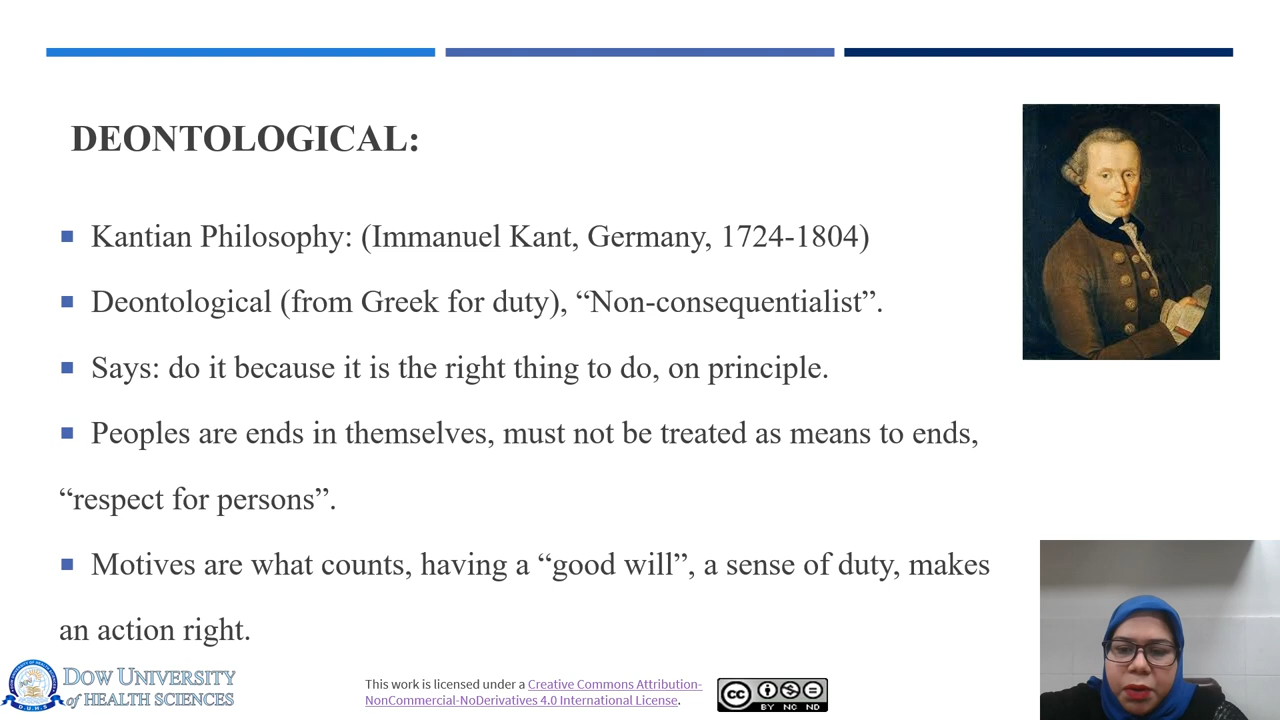 DEONTOLOGICAL:
Kantian Philosophy: (Immanuel Kant, Germany, 1724-1804)
Deontological (from Greek for duty), “Non-consequentialist”.
Says: do it because it is the right thing to do, on principle.
Peoples are ends in themselves, must not be treated as means to ends,
“respect for persons”.
Motives are what counts, having a “good will”, a sense of duty, makes
an action right.
DOW UNIVERSITY
of HEALTH SCIENCES
D.U.H.S
This work is licensed under a Creative Commons Attribution-
NonCommercial-NoDerivatives 4.0 International License.
cc
BY NC ND